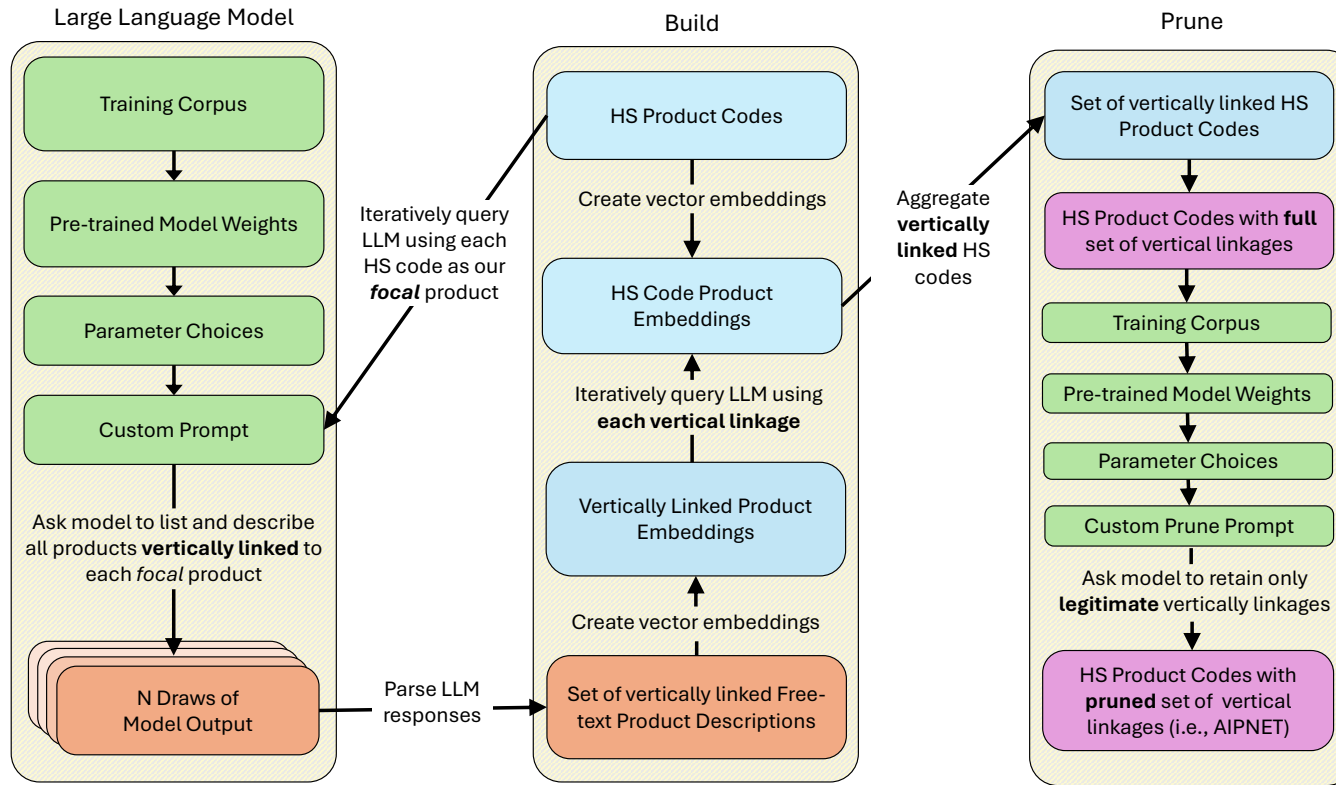 Large Language Model
Training Corpus
Pre-trained Model Weights
Parameter Choices
Custom Prompt
Ask model to list and describe
all products vertically linked to
each focal product
N Draws of
Model Output
Iteratively query
LLM using each
HS code as our
focal product
Parse LLM
responses
Build
HS Product Codes
Create vector embeddings
HS Code Product
Embeddings
Iteratively query LLM using
each vertical linkage
Vertically Linked Product
Embeddings
Create vector embeddings
Set of vertically linked Free-
text Product Descriptions
Aggregate
vertically
linked HS
codes
Prune
Set of vertically linked HS
Product Codes
HS Product Codes with full
set of vertical linkages
Training Corpus
Pre-trained Model Weights
Parameter Choices
Custom Prune Prompt
Ask model to retain only
legitimate vertically linkages
HS Product Codes with
pruned set of vertical
linkages (i.e., AIPNET)